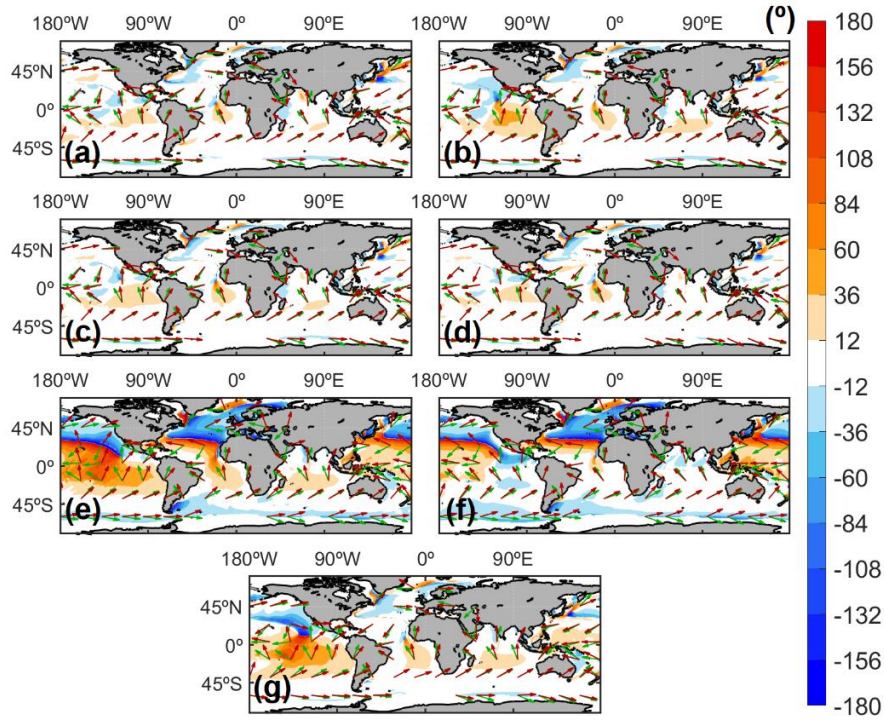 180ºW 90ºW 0º 90ºE 180ºW 90ºW 0º 90ºE (º) 180
156
45ºN
132
0º
108
45ºS
(a) (b)
84
180ºW 90ºW 0º 90ºE 180ºW 90ºW 0º 90ºE
60
45ºN
36
0º
12
45ºS
(c) (d)
-12
180ºW 90ºW 0º 90ºE 180ºW 90ºW 0º 90ºE
-36
45ºN
-60
0º
-84
45ºS
(e) (f)
-108
180ºW 90ºW 0º 90ºE
-132
45ºN
0º
-156
45ºS
(g)
-180